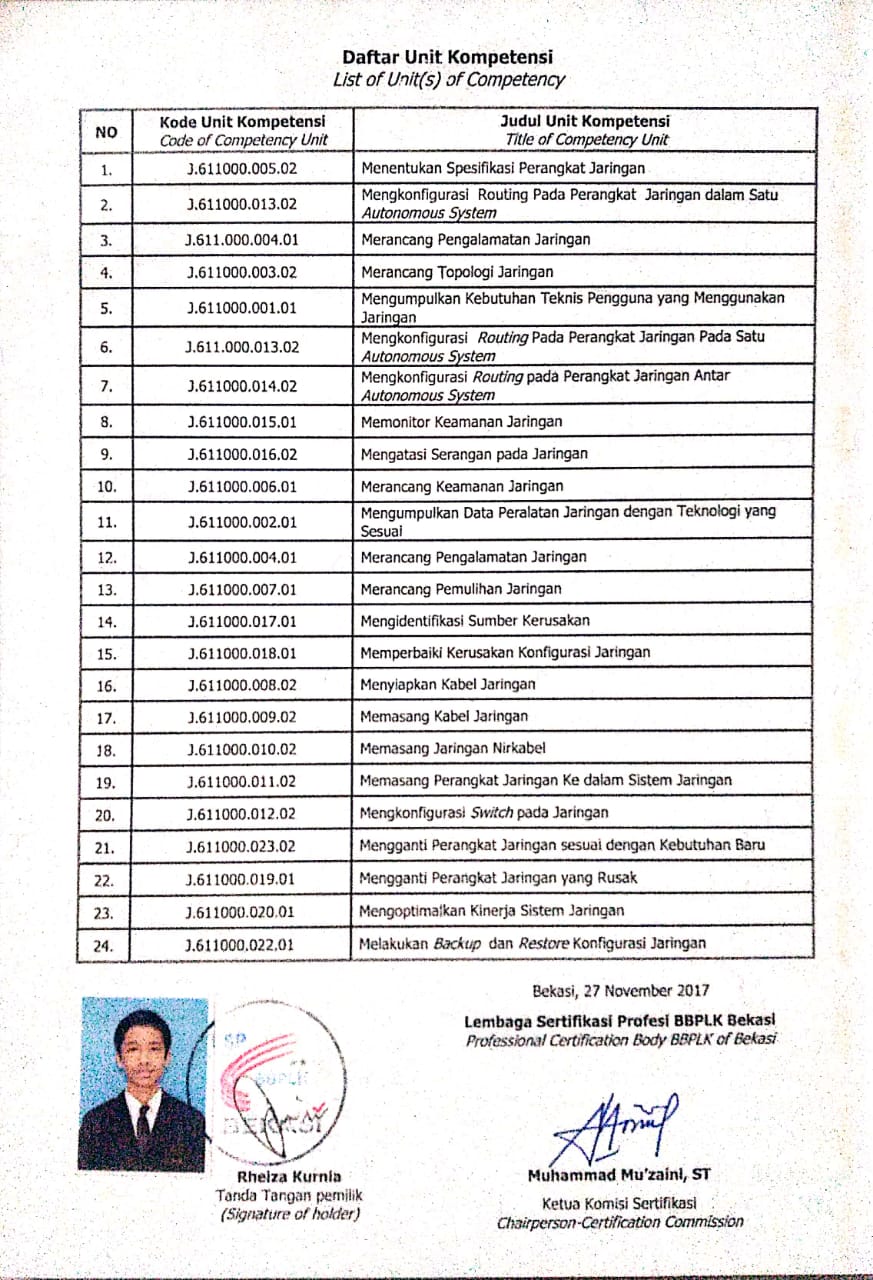 Daftar Unit Kompetensi
List of Unit(s) of Competency
NO
Kode Unit Kompetensi
Code of Competency Unit
Judul Unit Kompetensi
Title of Competency Unit
1. J.611000.005.02 Menentukan Spesifikasi Perangkat Jaringan
2. J.611000.013.02 Mengkonfigurasi Routing Pada Perangkat Jaringan dalam Satu
Autonomous System
3. J.611.000.004.01 Merancang Pengalamatan Jaringan
4. J.611000.003.02 Merancang Topologi Jaringan
5. J.611000.001.01 Mengumpulkan Kebutuhan Teknis Pengguna yang Menggunakan
Jaringan
6. J.611.000.013.02 Mengkonfigurasi Routing Pada Perangkat Jaringan Pada Satu
Autonomous System
7. J.611000.014.02 Mengkonfigurasi Routing pada Perangkat Jaringan Antar
Autonomous System
8. J.611000.015.01 Memonitor Keamanan Jaringan
9. J.611000.016.02 Mengatasi Serangan pada Jaringan
10. J.611000.006.01 Merancang Keamanan Jaringan
11. J.611000.002.01 Mengumpulkan Data Peralatan Jaringan dengan Teknologi yang
Sesuai
12. J.611000.004.01 Merancang Pengalamatan Jaringan
13. J.611000.007.01 Merancang Pemulihan Jaringan
14. J.611000.017.01 Mengidentifikasi Sumber Kerusakan
15. J.611000.018.01 Memperbaiki Kerusakan Konfigurasi Jaringan
16. J.611000.008.02 Menyiapkan Kabel Jaringan
17. J.611000.009.02 Memasang Kabel Jaringan
18. J.611000.010.02 Memasang Jaringan Nirkabel
19. J.611000.011.02 Memasang Perangkat Jaringan Ke dalam Sistem Jaringan
20. J.611000.012.02 Mengkonfigurasi Switch pada Jaringan
21. J.611000.023.02 Mengganti Perangkat Jaringan sesuai dengan Kebutuhan Baru
22. J.611000.019.01 Mengganti Perangkat Jaringan yang Rusak
23. J.611000.020.01 Mengoptimalkan Kinerja Sistem Jaringan
24. J.611000.022.01 Melakukan Backup dan Restore Konfigurasi Jaringan
Bekasi, 27 November 2017
Lembaga Sertifikasi Profesi BBPLK Bekasi
Professional Certification Body BBPLK of Bekasi
Rheiza Kurnia
Tanda Tangan pemilik
(Signature of holder)
Muhammad Mu'zaini, ST
Ketua Komisi Sertifikasi
Chairperson-Certification Commission